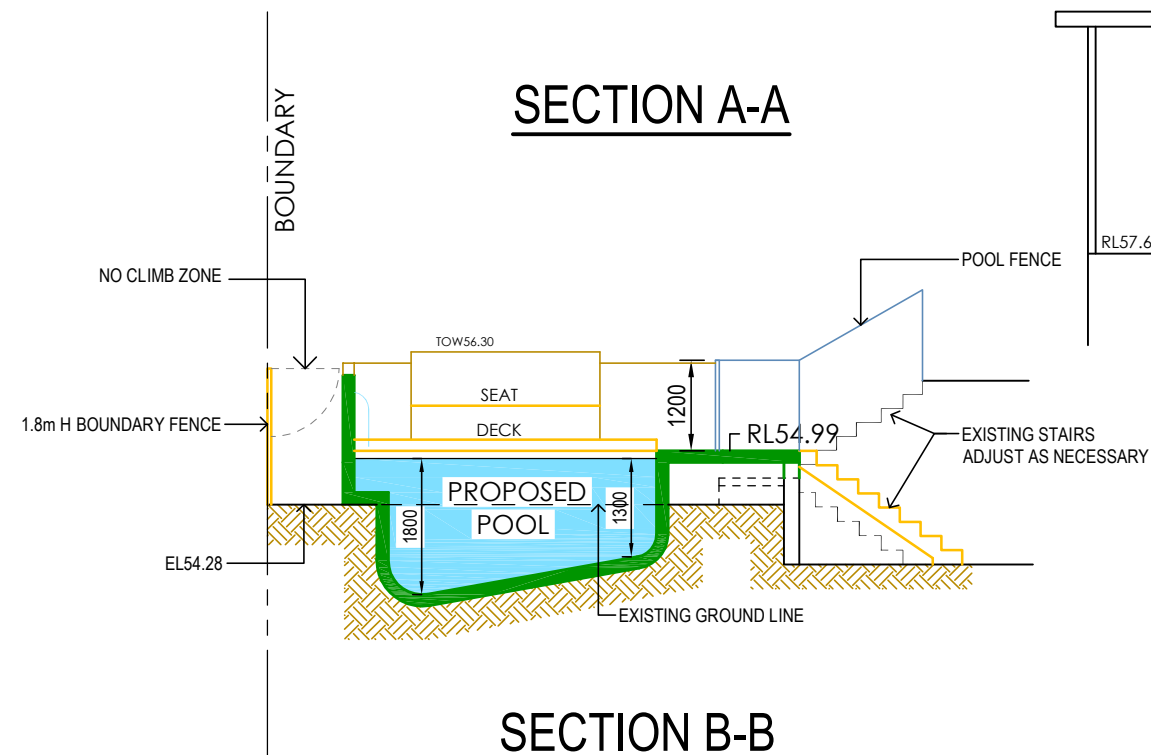 SECTION A-A
BOUNDARY
RL57.6
NO CLIMB ZONE
POOL FENCE
TOW56.30
SEAT
1200
1.8m H BOUNDARY FENCE
DECK
RL54.99
EXISTING STAIRS
ADJUST AS NECESSARY
PROPOSED
POOL
1800
1300
EL54.28
EXISTING GROUND LINE
SECTION B-B